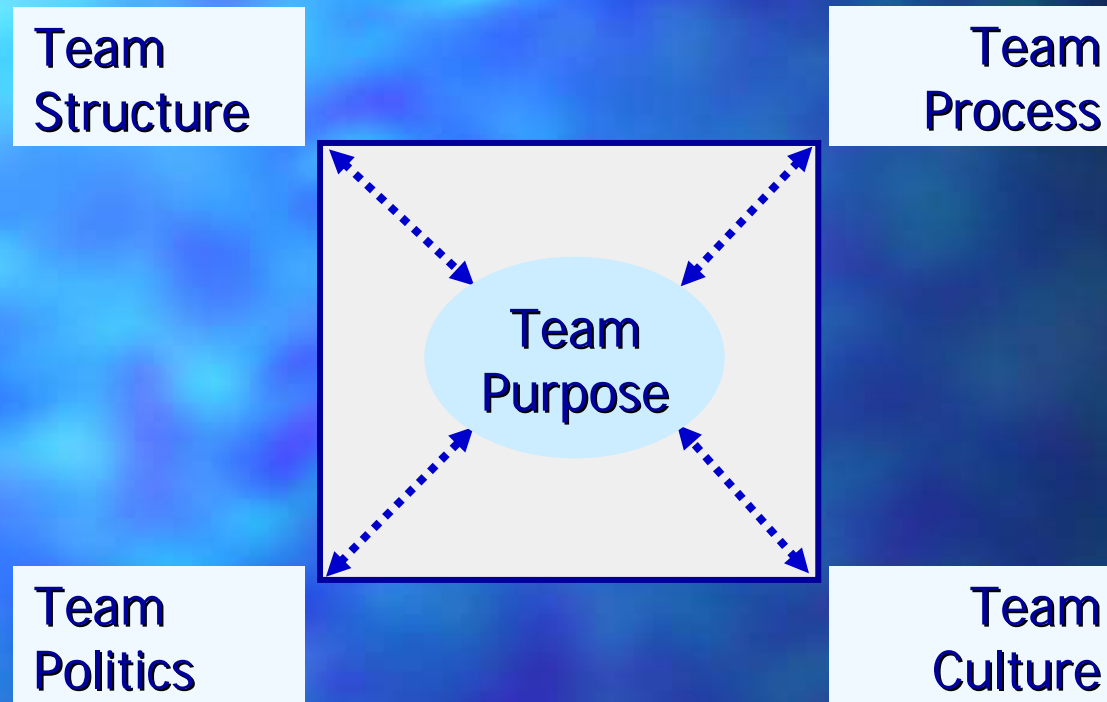 Team
Structure
Team
Process
Team
Purpose
Team
Politics
Team
Culture